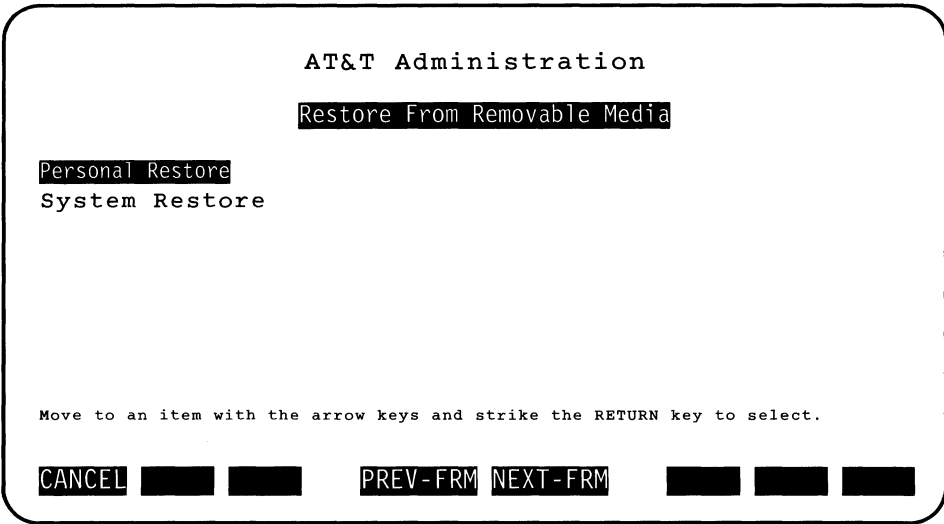 AT&T Administration
Restore From Removable Media
Personal Restore
System Restore
Move to an item with the arrow keys and strike the RETURN key to select.
CANCEL PREV-FRM NEXT-FRM